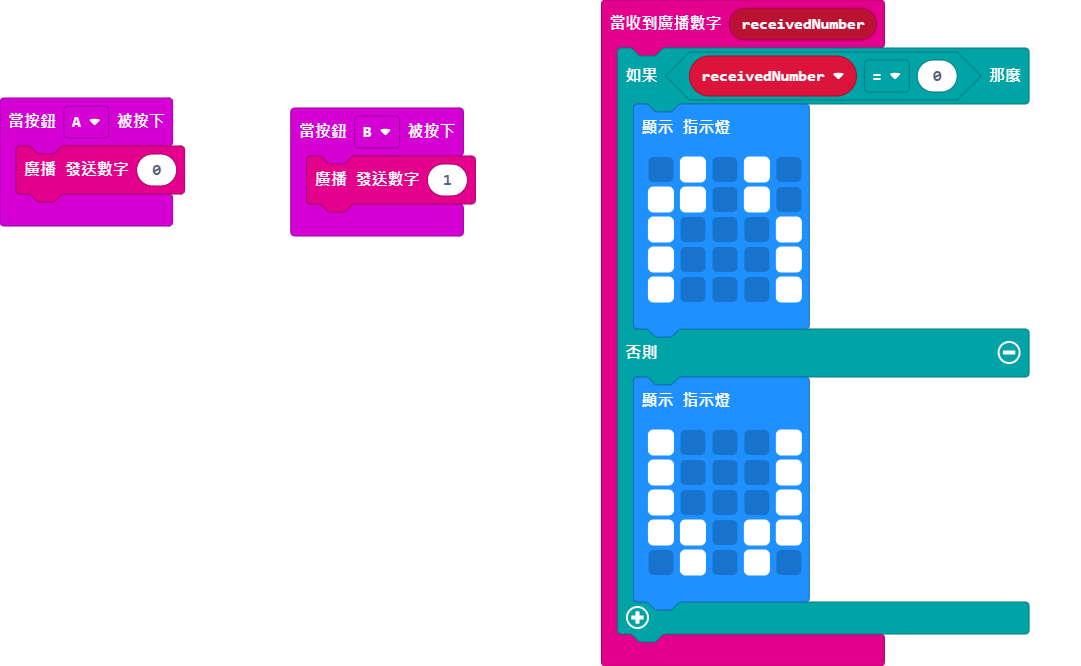 當按鈕 A 被按下
廣播 發送數字 0
當按鈕 B 被按下
廣播 發送數字 1
當收到廣播數字 receivedNumber
如果 receivedNumber = 0 那麼
顯示 指示燈
否則
顯示 指示燈